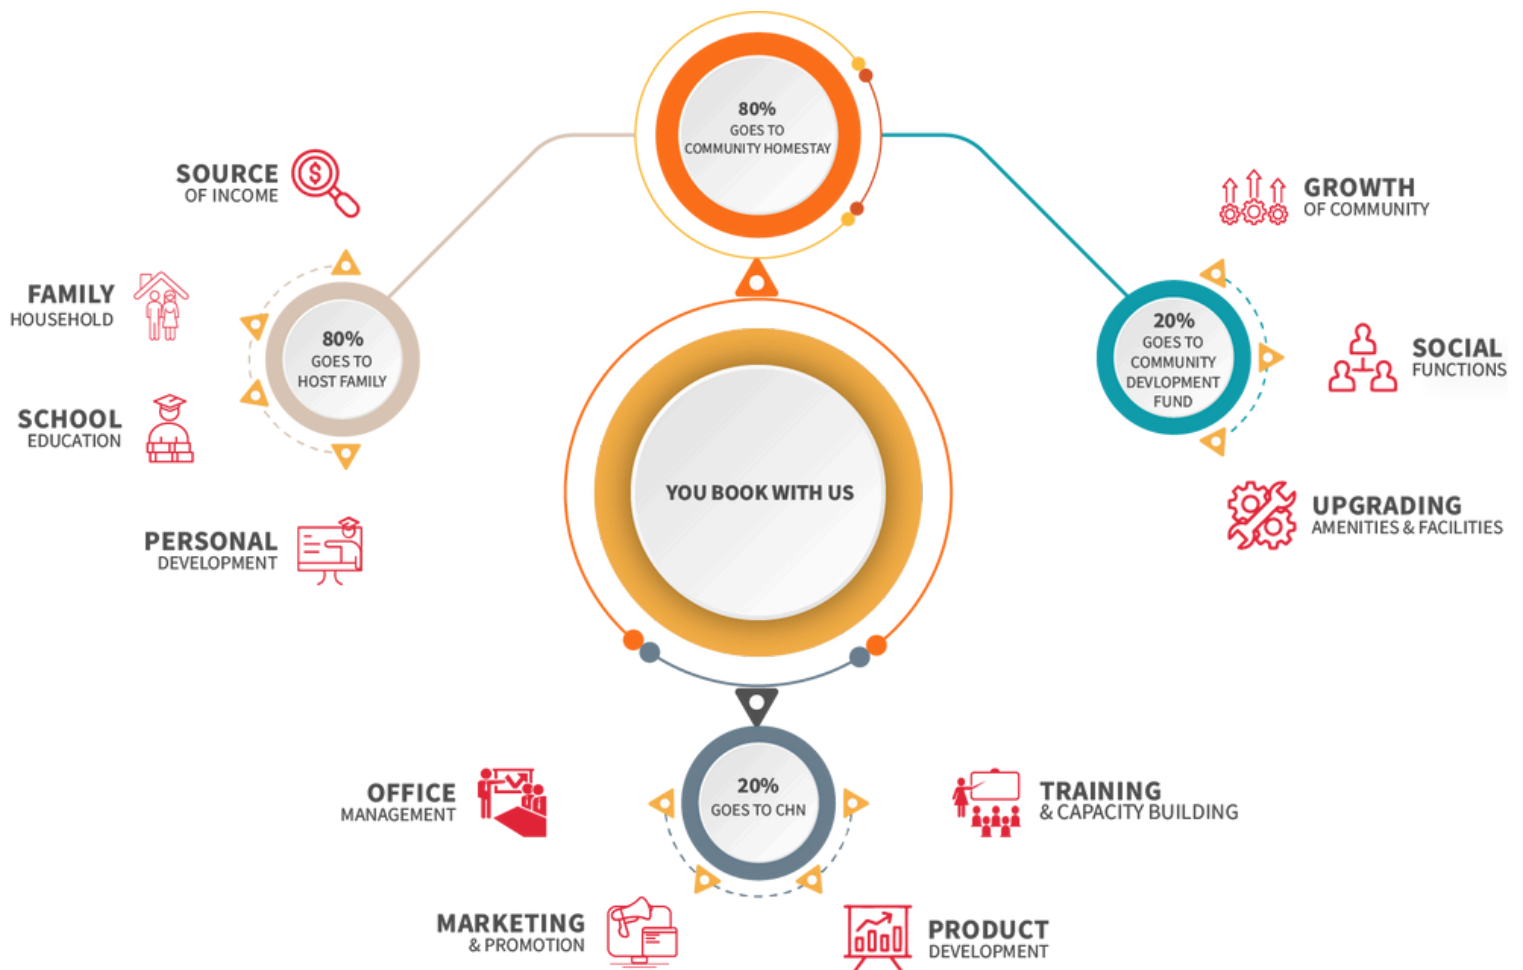 80%
GOES TO
COMMUNITY HOMESTAY
SOURCE
OF INCOME
FAMILY
HOUSEHOLD
SCHOOL
EDUCATION
PERSONAL
DEVELOPMENT
80%
GOES TO
HOST FAMILY
GROWTH
OF COMMUNITY
20%
GOES TO
COMMUNITY
DEVLOPMENT
FUND
SOCIAL
FUNCTIONS
UPGRADING
AMENITIES & FACILITIES
YOU BOOK WITH US
20%
GOES TO CHN
OFFICE
MANAGEMENT
MARKETING
& PROMOTION
TRAINING
& CAPACITY BUILDING
PRODUCT
DEVELOPMENT